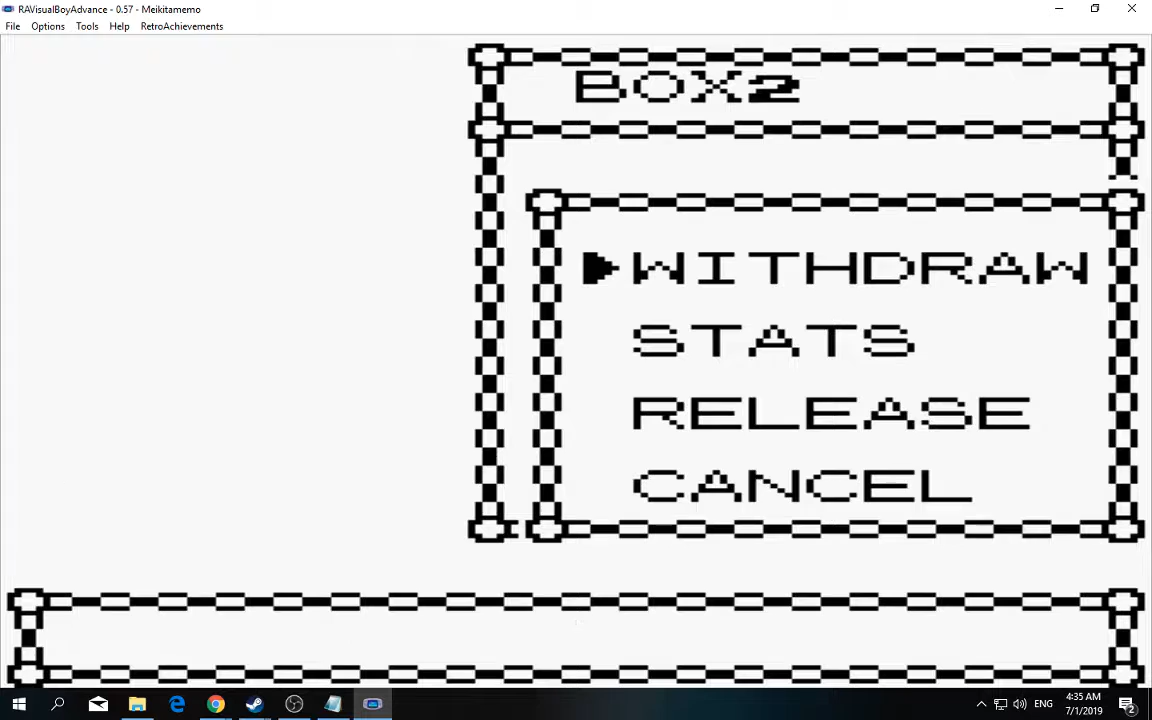 RAVisualBoyAdvance - 0.57 - Meikitamemo
File Options Tools Help RetroAchievements
BOX2
▶WITHDRAW
STATS
RELEASE
CANCEL
ENG
4:35 AM
7/1/2019
2